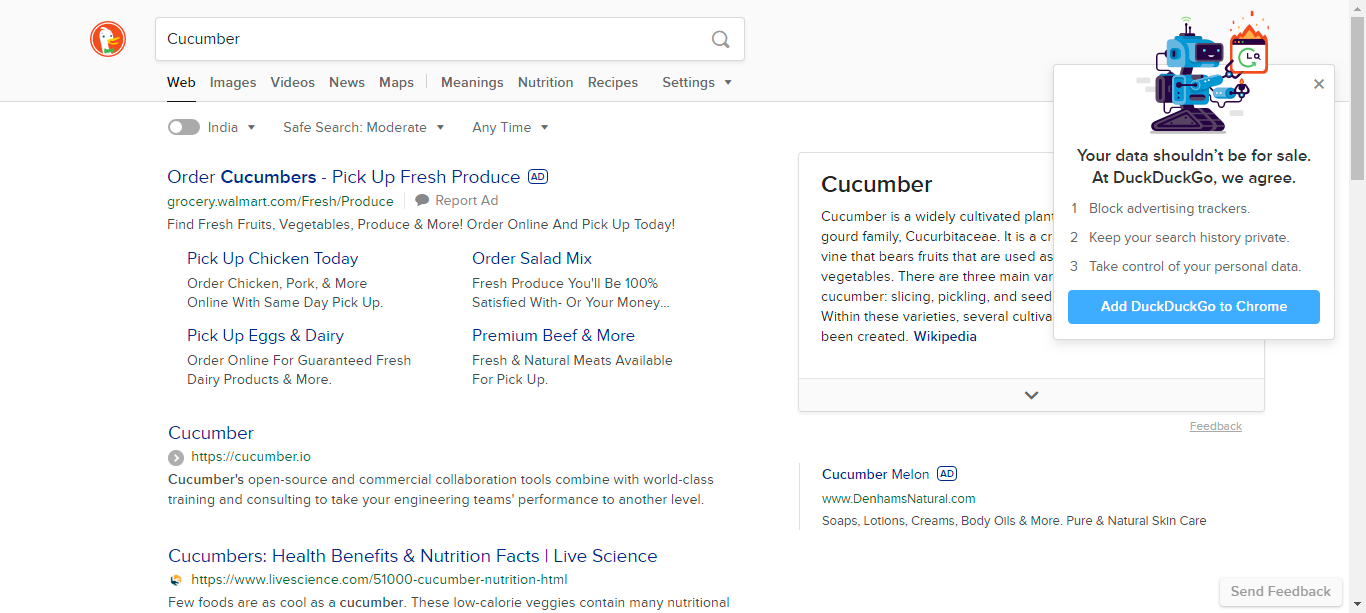 Cucumber
Web Images Videos News Maps Meanings Nutrition Recipes Settings
India Safe Search: Moderate Any Time
Order Cucumbers - Pick Up Fresh Produce AD
grocery.walmart.com/Fresh/Produce Report Ad
Find Fresh Fruits, Vegetables, Produce & More! Order Online And Pick Up Today!
Pick Up Chicken Today
Order Chicken, Pork, & More
Online With Same Day Pick Up.
Order Salad Mix
Fresh Produce You'll Be 100%
Satisfied With- Or Your Money...
Pick Up Eggs & Dairy
Order Online For Guaranteed Fresh
Dairy Products & More.
Premium Beef & More
Fresh & Natural Meats Available
For Pick Up.
Cucumber
https://cucumber.io
Cucumber's open-source and commercial collaboration tools combine with world-class
training and consulting to take your engineering teams' performance to another level.
Cucumbers: Health Benefits & Nutrition Facts | Live Science
https://www.livescience.com/51000-cucumber-nutrition-html
Few foods are as cool as a cucumber. These low-calorie veggies contain many nutritional
Cucumber
Cucumber is a widely cultivated plant
gourd family, Cucurbitaceae. It is a cr
vine that bears fruits that are used as
vegetables. There are three main var
cucumber: slicing, pickling, and seed
Within these varieties, several cultiva
been created. Wikipedia
Feedback
Cucumber Melon AD
www.DenhamsNatural.com
Soaps, Lotions, Creams, Body Oils & More. Pure & Natural Skin Care
Your data shouldn't be for sale.
At DuckDuckGo, we agree.
1 Block advertising trackers.
2 Keep your search history private.
3 Take control of your personal data.
Add DuckDuckGo to Chrome
Send Feedback